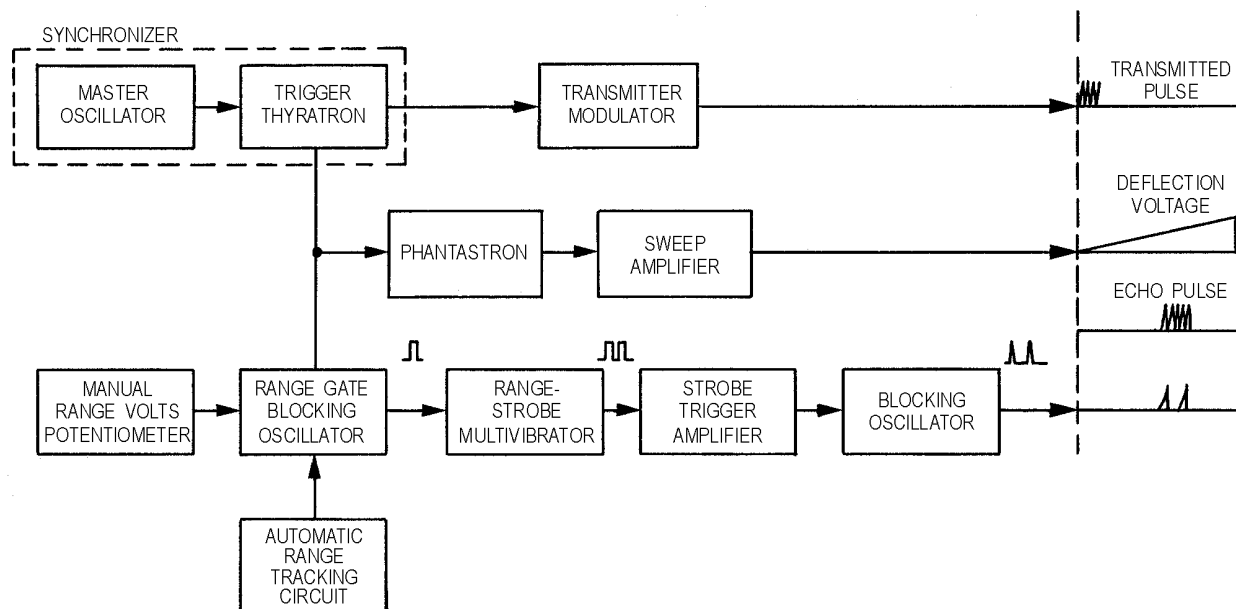 SYNCHRONIZER
MASTER
OSCILLATOR
TRIGGER
THYRATRON
TRANSMITTER
MODULATOR
TRANSMITTED
PULSE
PHANTASTRON
SWEEP
AMPLIFIER
DEFLECTION
VOLTAGE
ECHO PULSE
MANUAL
RANGE VOLTS
POTENTIOMETER
RANGE GATE
BLOCKING
OSCILLATOR
RANGE-
STROBE
MULTIVIBRATOR
STROBE
TRIGGER
AMPLIFIER
BLOCKING
OSCILLATOR
AUTOMATIC
RANGE
TRACKING
CIRCUIT